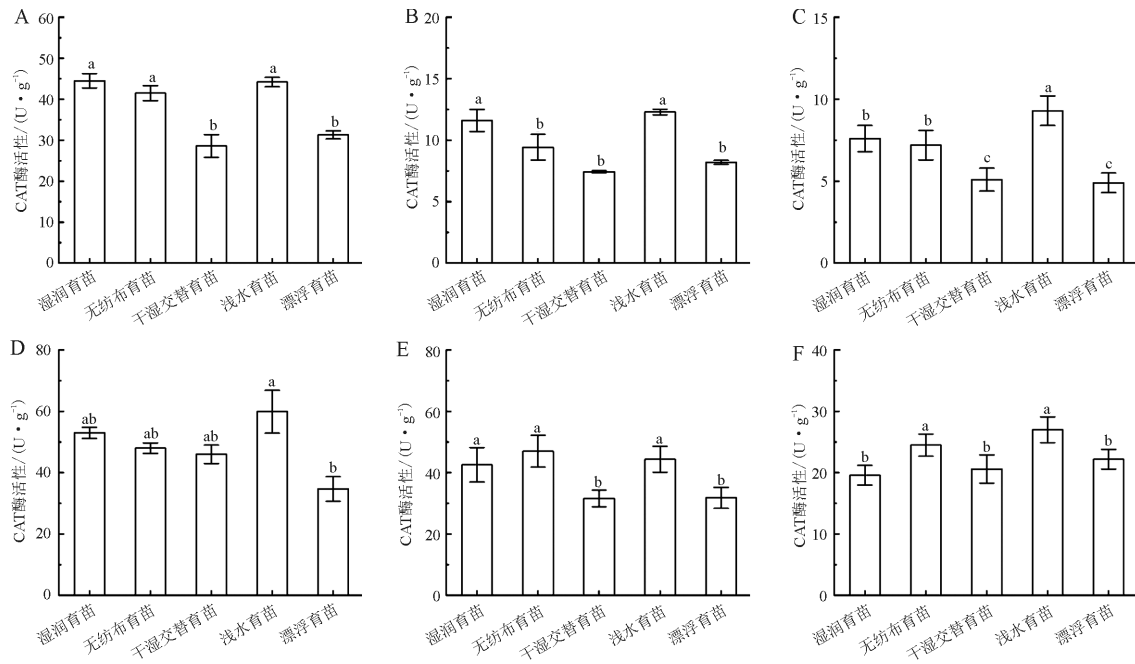 A
CAT酶活性/(U·g⁻¹)
60
50
40
30
20
10
0
a
a
b
a
b
湿润育苗
无纺布育苗
干湿交替育苗
浅水育苗
漂浮育苗
B
CAT酶活性/(U·g⁻¹)
20
15
10
5
0
a
b
b
a
b
湿润育苗
无纺布育苗
干湿交替育苗
浅水育苗
漂浮育苗
C
CAT酶活性/(U·g⁻¹)
15
10
5
0
b
b
c
a
c
湿润育苗
无纺布育苗
干湿交替育苗
浅水育苗
漂浮育苗
D
CAT酶活性/(U·g⁻¹)
80
60
40
20
0
ab
ab
ab
a
b
湿润育苗
无纺布育苗
干湿交替育苗
浅水育苗
漂浮育苗
E
CAT酶活性/(U·g⁻¹)
80
60
40
20
0
a
a
b
a
b
湿润育苗
无纺布育苗
干湿交替育苗
浅水育苗
漂浮育苗
F
CAT酶活性/(U·g⁻¹)
40
30
20
10
0
b
a
b
a
b
湿润育苗
无纺布育苗
干湿交替育苗
浅水育苗
漂浮育苗